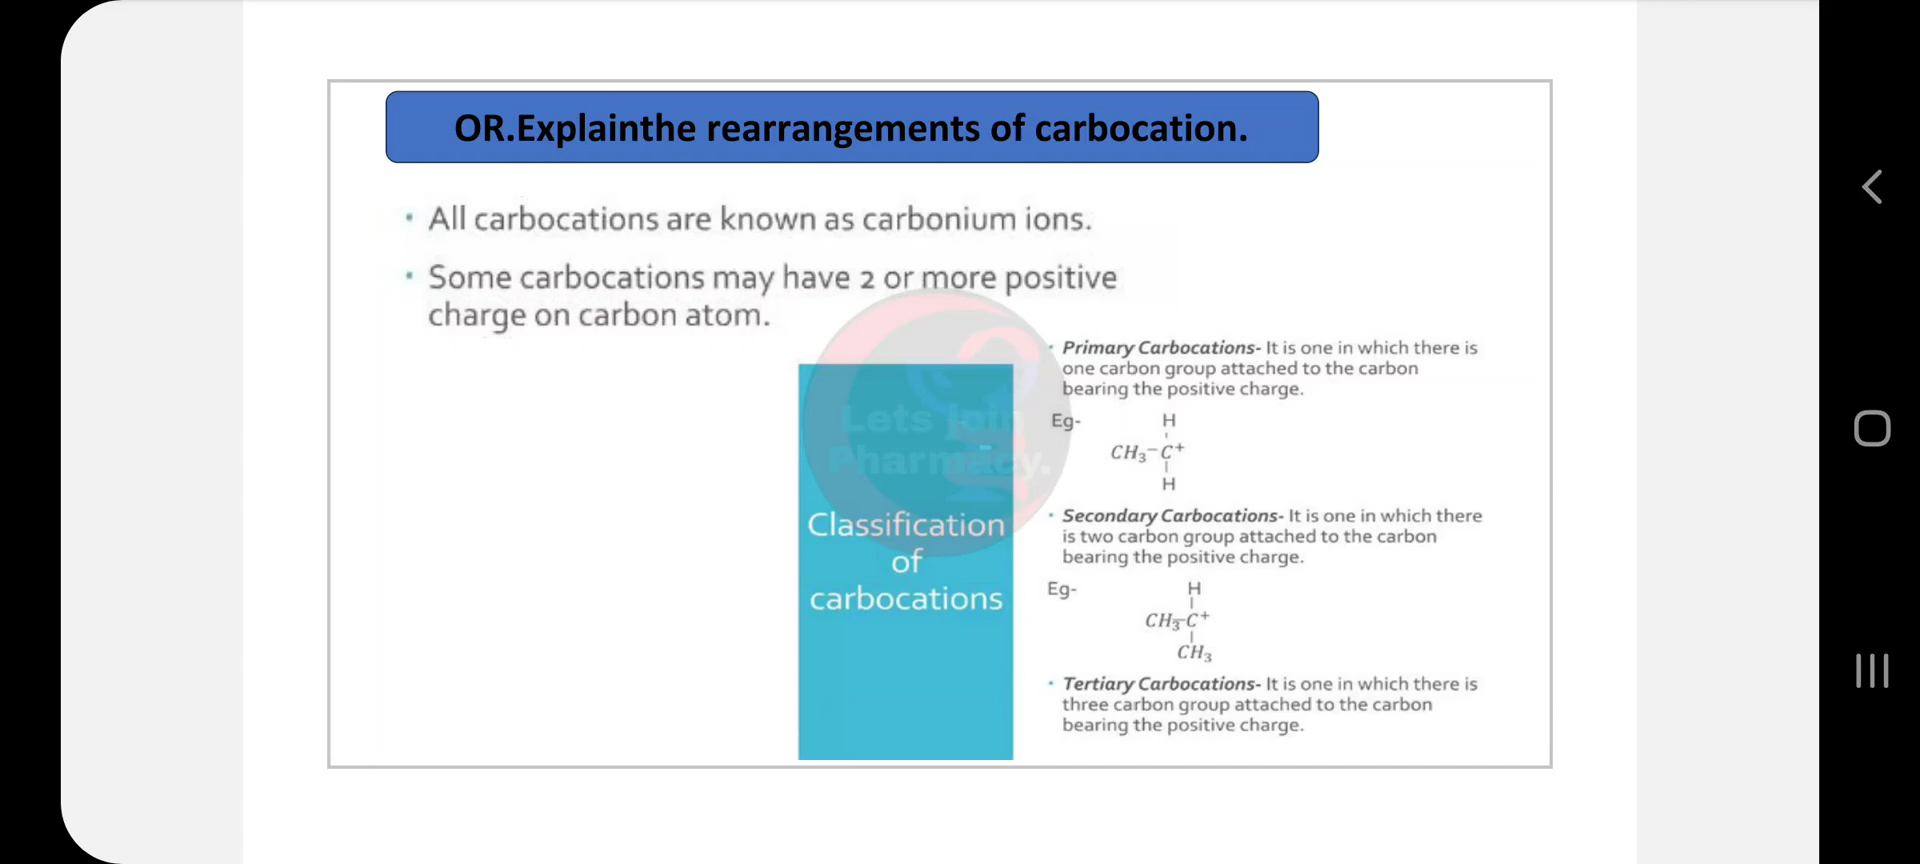 OR.Explainthe rearrangements of carbocation.
• All carbocations are known as carbonium ions.
• Some carbocations may have 2 or more positive
charge on carbon atom.
Lets Join
Pharmacy.
Classification
of
carbocations
• Primary Carbocations- It is one in which there is
one carbon group attached to the carbon
bearing the positive charge.
Eg- H
CH₃−C⁺
H
• Secondary Carbocations- It is one in which there
is two carbon group attached to the carbon
bearing the positive charge.
Eg- H
CH₃−C⁺
CH₃
• Tertiary Carbocations- It is one in which there is
three carbon group attached to the carbon
bearing the positive charge.